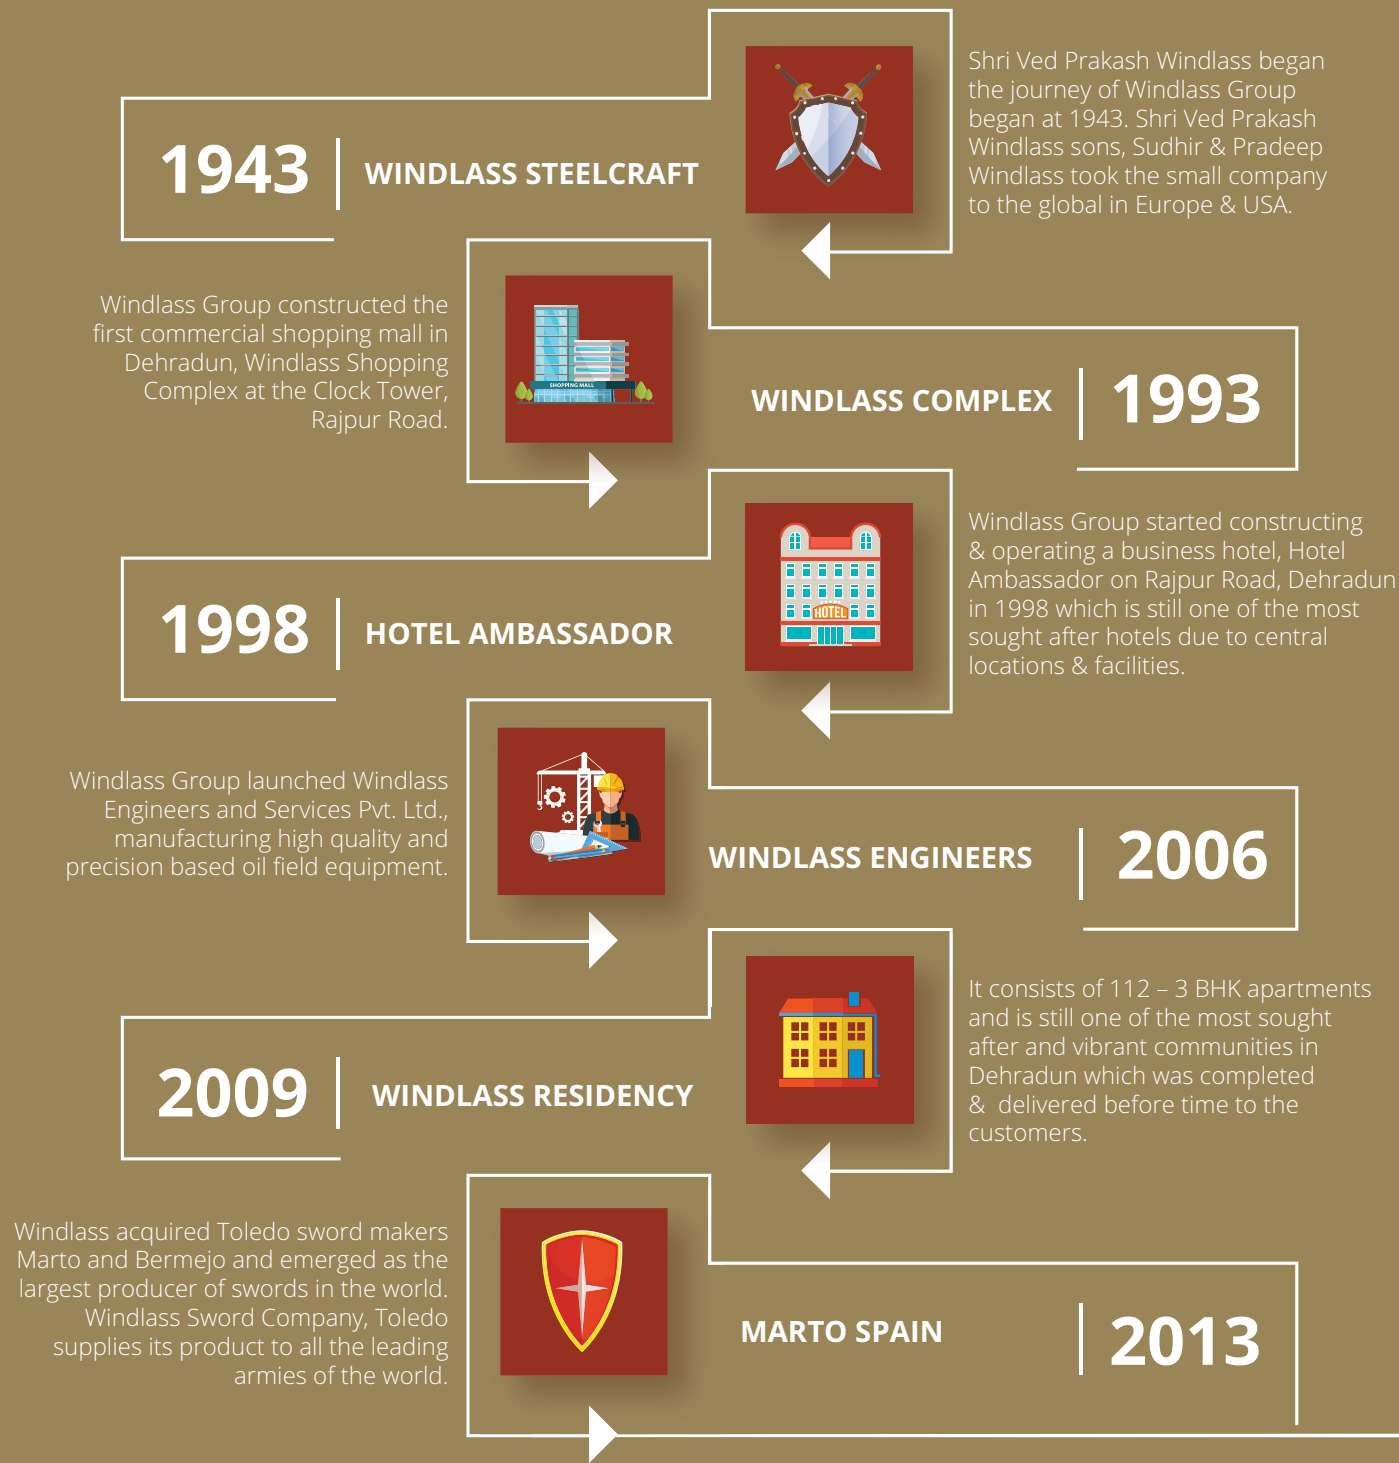 1943
WINDLASS STEELCRAFT
Shri Ved Prakash Windlass began
the journey of Windlass Group
began at 1943. Shri Ved Prakash
Windlass sons, Sudhir & Pradeep
Windlass took the small company
to the global in Europe & USA.
Windlass Group constructed the
first commercial shopping mall in
Dehradun, Windlass Shopping
Complex at the Clock Tower,
Rajpur Road.
SHOPPING MALL
WINDLASS COMPLEX
1993
1998
HOTEL AMBASSADOR
HOTEL
Windlass Group started constructing
& operating a business hotel, Hotel
Ambassador on Rajpur Road, Dehradun
in 1998 which is still one of the most
sought after hotels due to central
locations & facilities.
Windlass Group launched Windlass
Engineers and Services Pvt. Ltd.,
manufacturing high quality and
precision based oil field equipment.
WINDLASS ENGINEERS
2006
2009
WINDLASS RESIDENCY
It consists of 112 – 3 BHK apartments
and is still one of the most sought
after and vibrant communities in
Dehradun which was completed
&  delivered before time to the
customers.
Windlass acquired Toledo sword makers
Marto and Bermejo and emerged as the
largest producer of swords in the world.
Windlass Sword Company, Toledo
supplies its product to all the leading
armies of the world.
MARTO SPAIN
2013